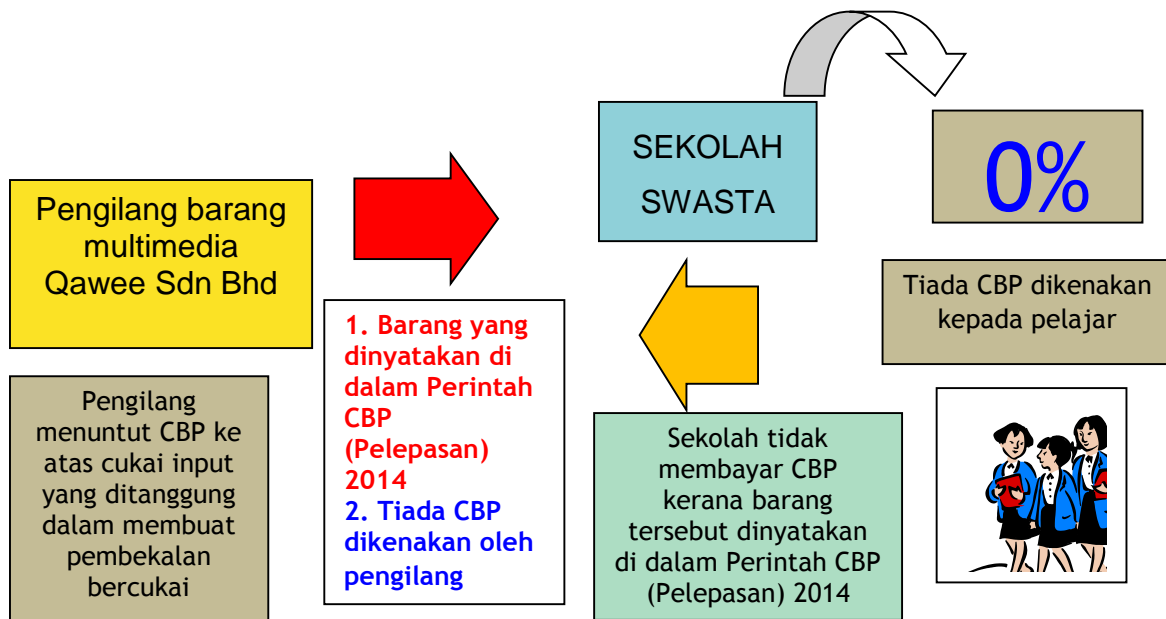 Pengilang barang
multimedia
Qawee Sdn Bhd
Pengilang
menuntut CBP ke
atas cukai input
yang ditanggung
dalam membuat
pembekalan
bercukai
1. Barang yang
dinyatakan di
dalam Perintah
CBP
(Pelepasan)
2014
2. Tiada CBP
dikenakan oleh
pengilang
SEKOLAH
SWASTA
Sekolah tidak
membayar CBP
kerana barang
tersebut dinyatakan
di dalam Perintah CBP
(Pelepasan) 2014
0%
Tiada CBP dikenakan
kepada pelajar